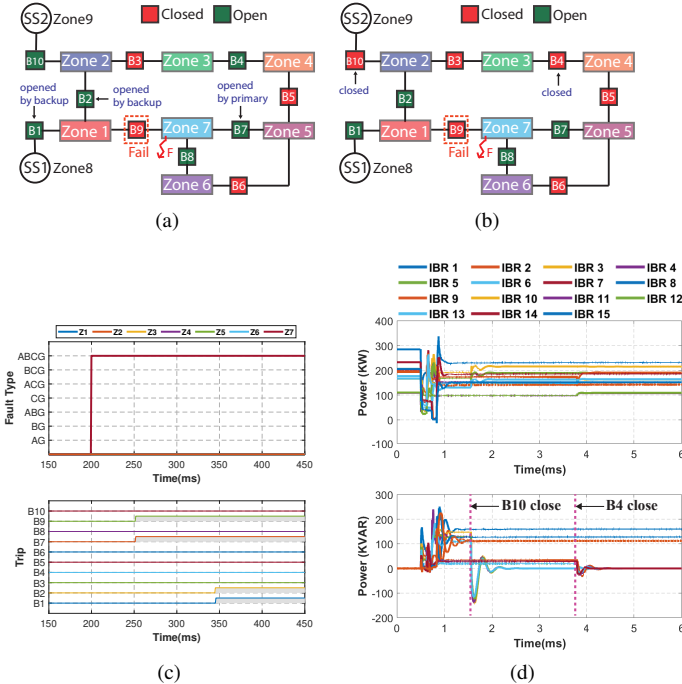 SS2 Zone9
Closed Open
B10 Zone 2 B3 Zone 3 B4 Zone 4
opened by backup
B2
opened by backup
opened by primary
B5
B1 Zone 1 B9 Zone 7 B7 Zone 5
Fail
F
SS1 Zone8
B8
Zone 6 B6
(a)
SS2 Zone9
Closed Open
B10 Zone 2 B3 Zone 3 B4 Zone 4
closed
closed
B2
B5
B1 Zone 1 B9 Zone 7 B7 Zone 5
Fail
F
SS1 Zone8
B8
Zone 6 B6
(b)
Z1 Z2 Z3 Z4 Z5 Z6 Z7
Fault Type
ABCG
BCG
ACG
CG
ABG
BG
AG
150 200 250 300 350 400 450
Time(ms)
Trip
B10
B9
B8
B7
B6
B5
B4
B3
B2
B1
150 200 250 300 350 400 450
Time(ms)
(c)
IBR 1 IBR 2 IBR 3 IBR 4
IBR 5 IBR 6 IBR 7 IBR 8
IBR 9 IBR 10 IBR 11 IBR 12
IBR 13 IBR 14 IBR 15
Power (KW)
400
300
200
100
0
-100
0 1 2 3 4 5 6
Time(ms)
Power (KVAR)
300
200
100
0
-100
-200
B10 close B4 close
0 1 2 3 4 5 6
Time(ms)
(d)